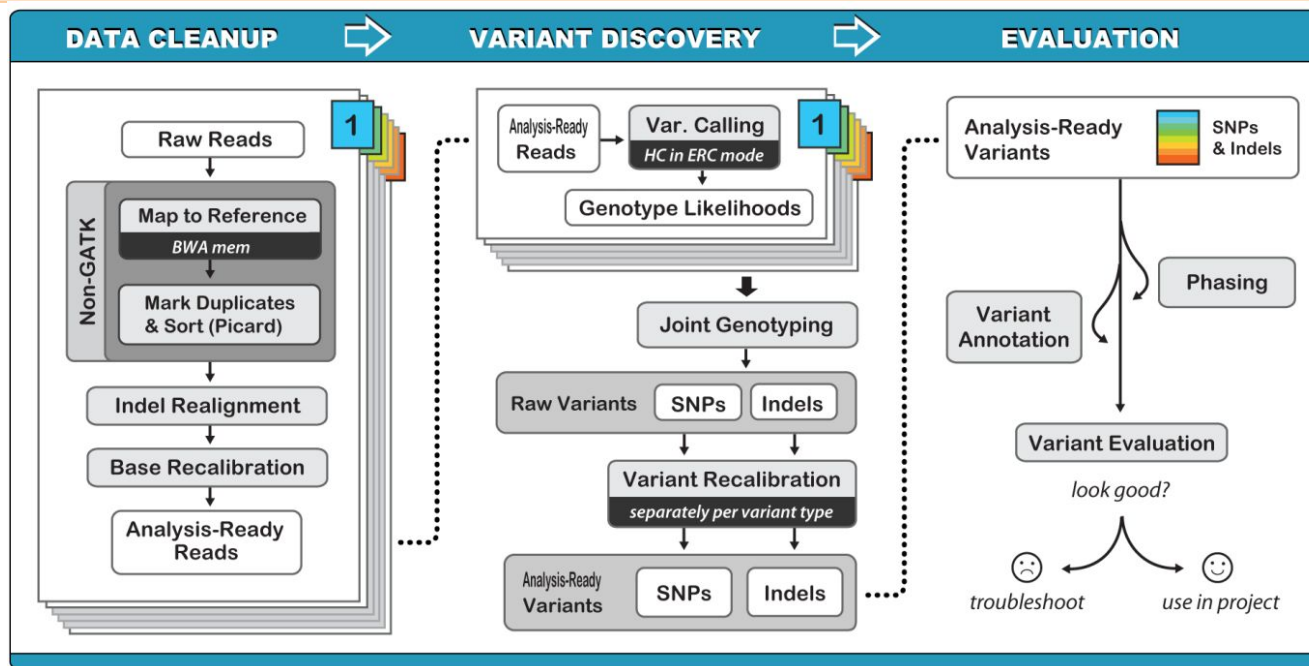 DATA CLEANUP
VARIANT DISCOVERY
EVALUATION
1
Raw Reads
Non-GATK
Map to Reference
BWA mem
Mark Duplicates
& Sort (Picard)
Indel Realignment
Base Recalibration
Analysis-Ready
Reads
1
Analysis-Ready
Reads
Var. Calling
HC in ERC mode
Genotype Likelihoods
Joint Genotyping
Raw Variants
SNPs
Indels
Variant Recalibration
separately per variant type
Analysis-Ready
Variants
SNPs
Indels
Analysis-Ready
Variants
SNPs
& Indels
Phasing
Variant
Annotation
Variant Evaluation
look good?
troubleshoot
use in project